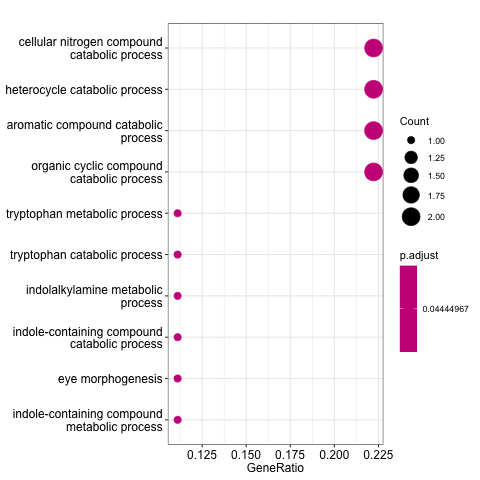 cellular nitrogen compound
catabolic process
heterocycle catabolic process
aromatic compound catabolic
process
organic cyclic compound
catabolic process
tryptophan metabolic process
tryptophan catabolic process
indolalkylamine metabolic
process
indole-containing compound
catabolic process
eye morphogenesis
indole-containing compound
metabolic process
0.125 0.150 0.175 0.200 0.225
GeneRatio
Count
1.00
1.25
1.50
1.75
2.00
p.adjust
0.04444967